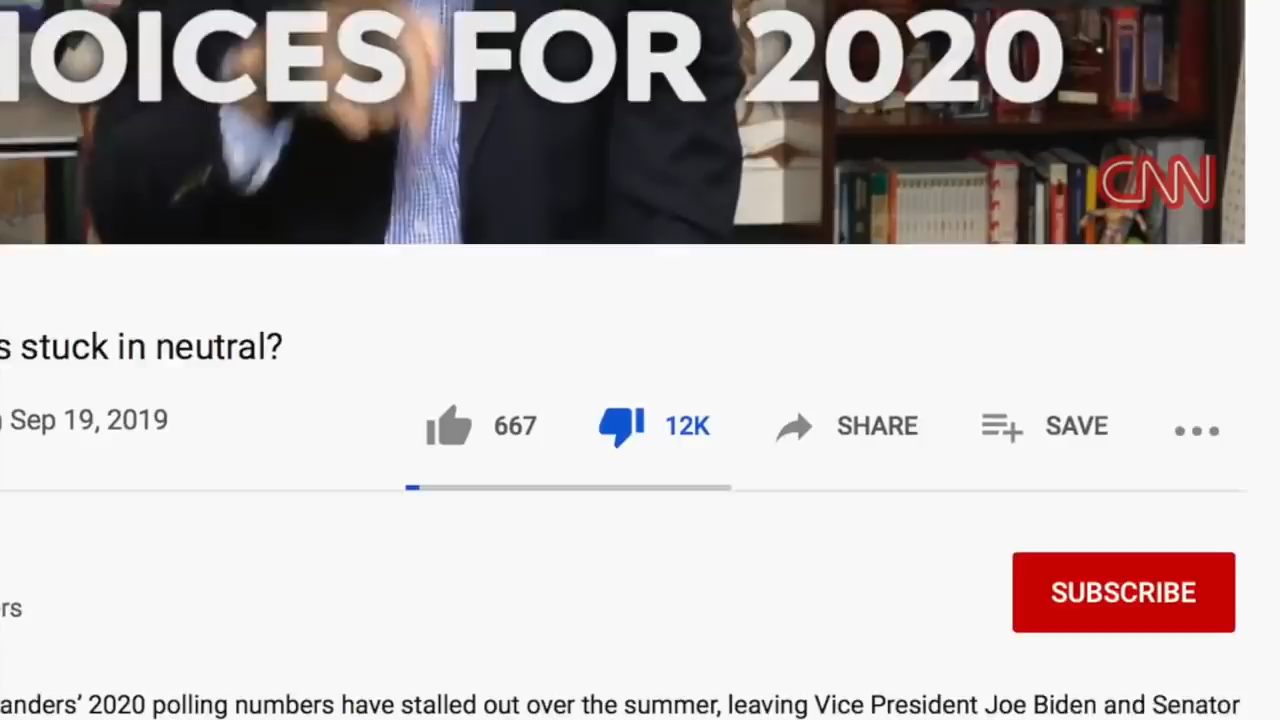 HOICES FOR 2020
CNN
s stuck in neutral?
Sep 19, 2019
667
12K
SHARE
SAVE
SUBSCRIBE
rs
anders’ 2020 polling numbers have stalled out over the summer, leaving Vice President Joe Biden and Senator